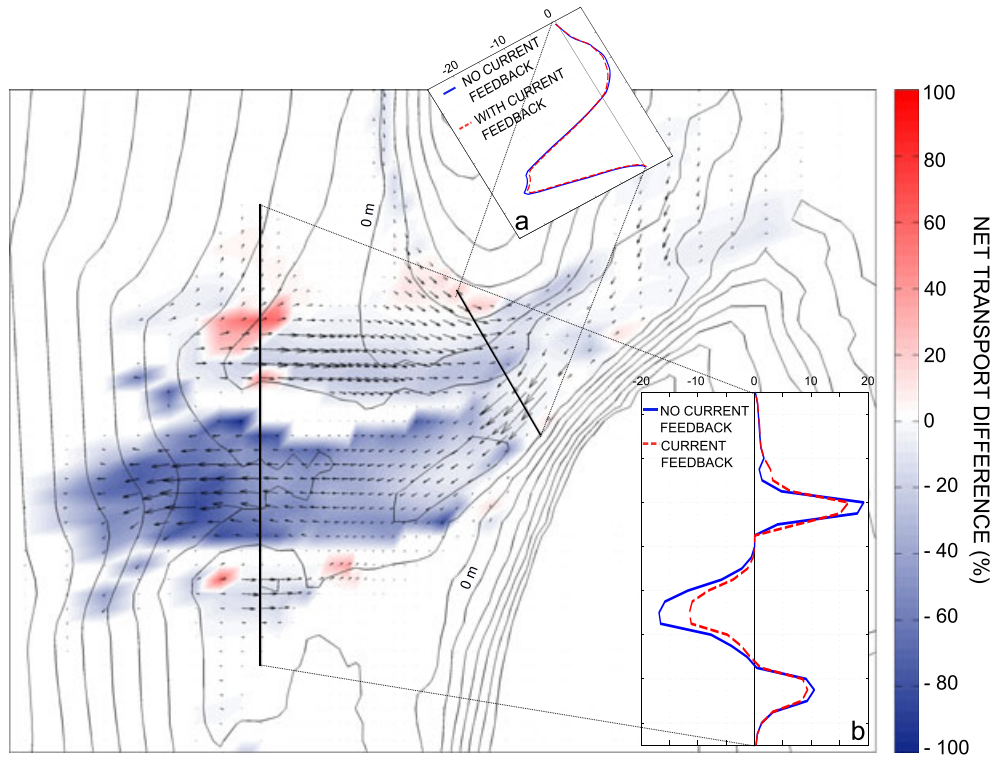 0
-10
-20
NO CURRENT
FEEDBACK
WITH CURRENT
FEEDBACK
a
0 m
0 m
-20
-10
0
10
20
NO CURRENT
FEEDBACK
CURRENT
FEEDBACK
b
100
80
60
40
20
0
- 20
- 40
- 60
- 80
- 100
NET TRANSPORT DIFFERENCE (%)